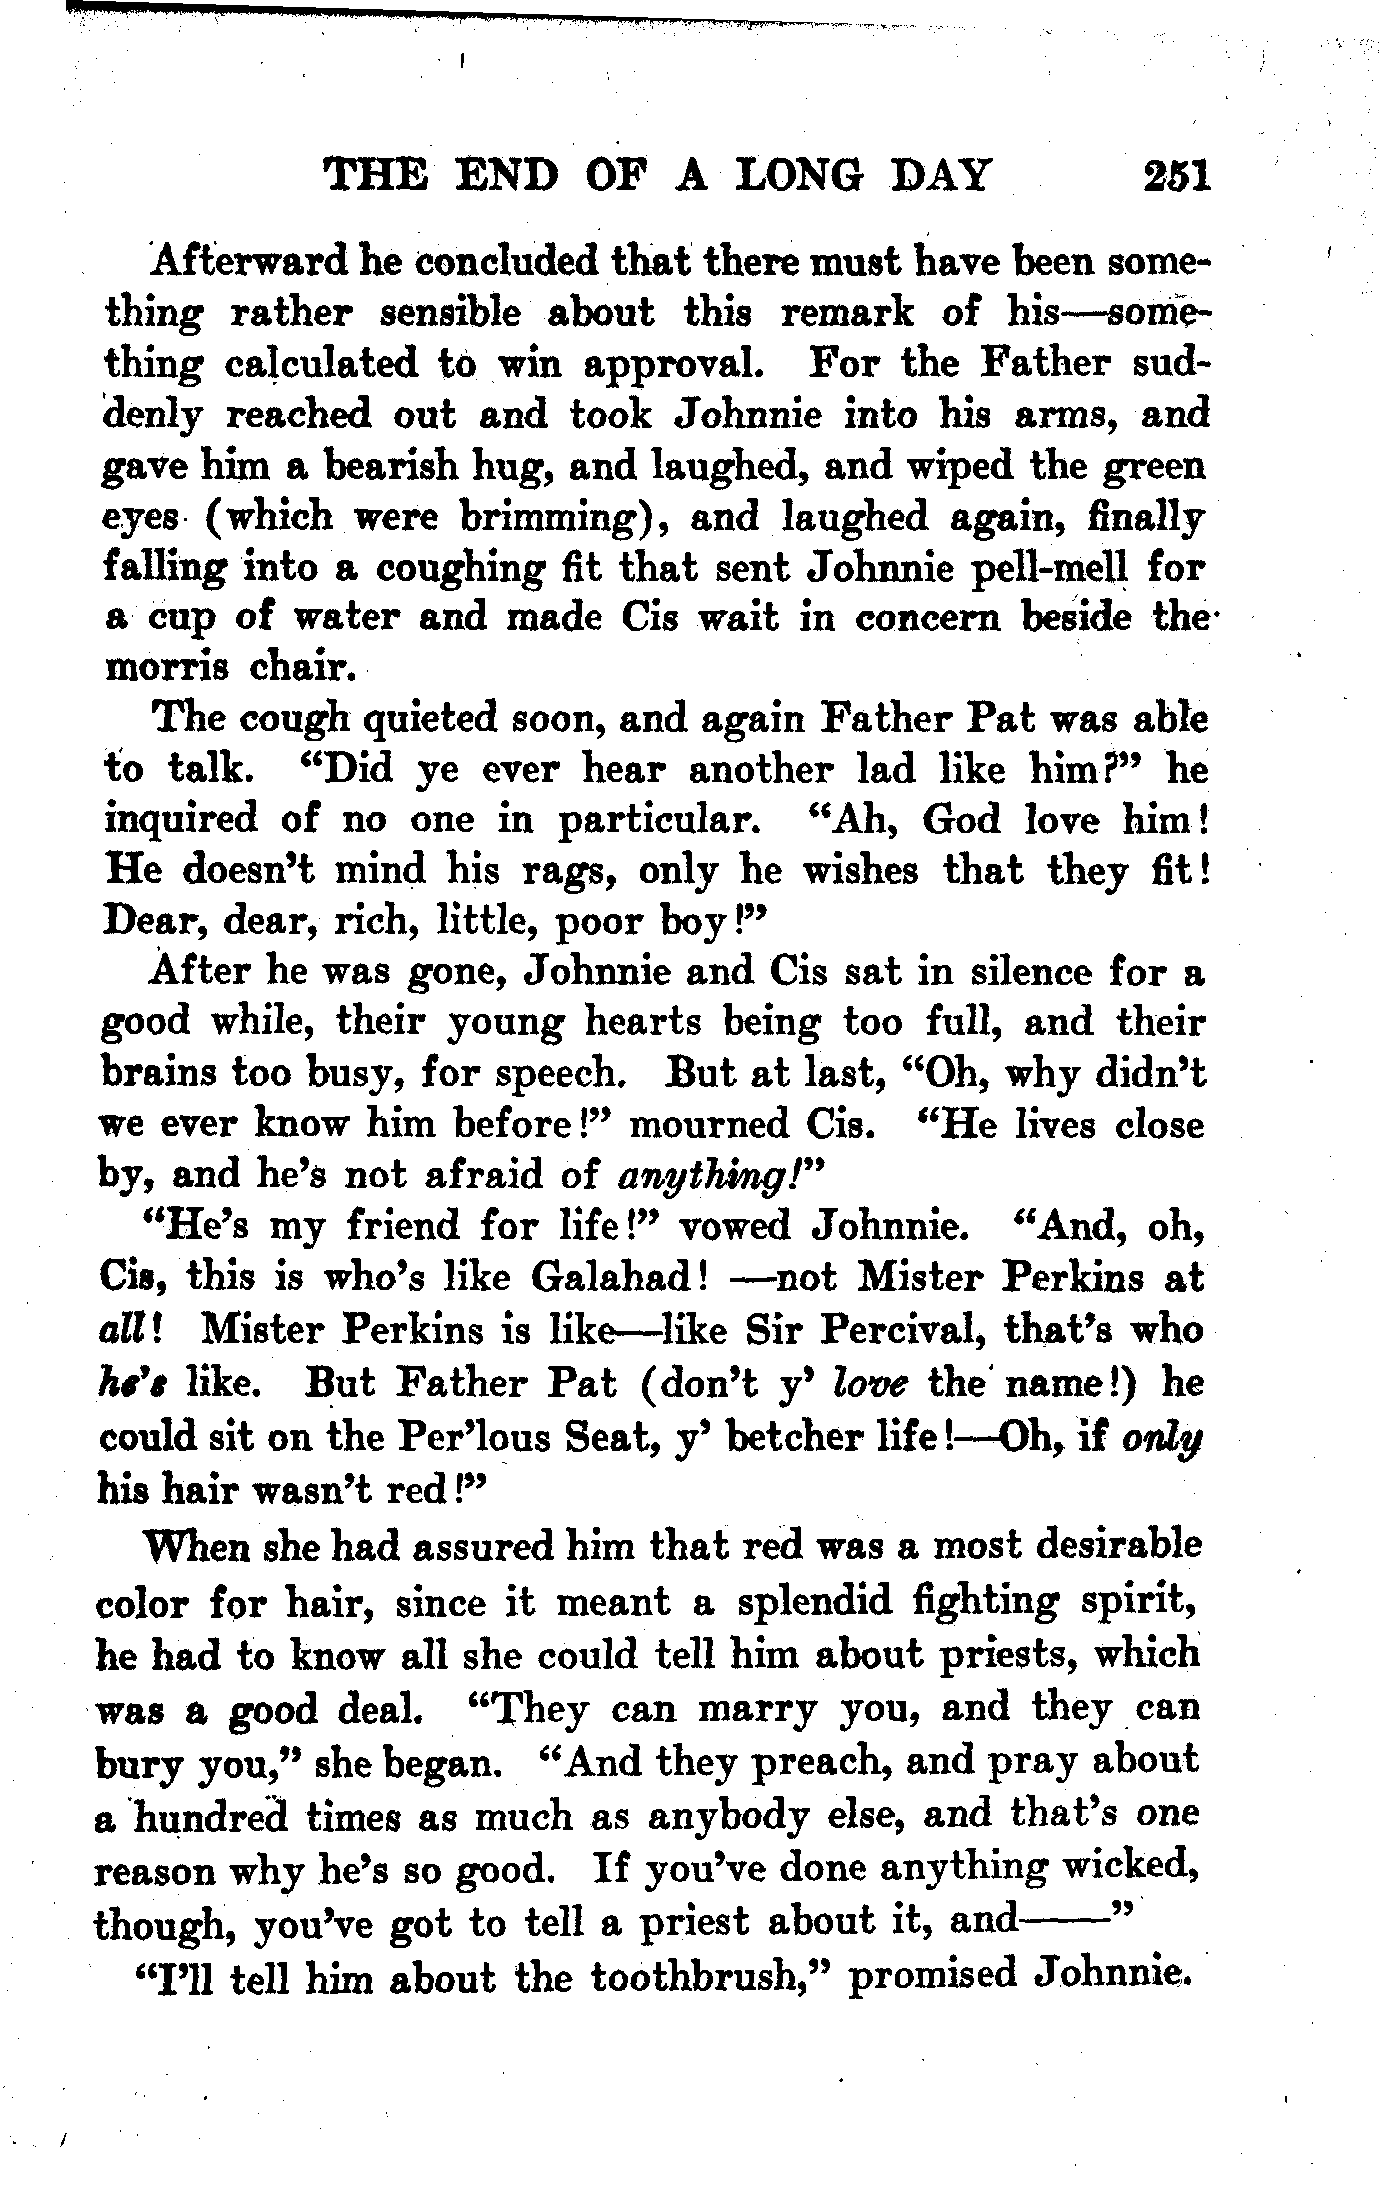 THE END OF A LONG DAY 251
Afterward he concluded that there must have been some-
thing rather sensible about this remark of his—some-
thing calculated to win approval. For the Father sud-
denly reached out and took Johnnie into his arms, and
gave him a bearish hug, and laughed, and wiped the green
eyes (which were brimming), and laughed again, finally
falling into a coughing fit that sent Johnnie pell-mell for
a cup of water and made Cis wait in concern beside the
morris chair.
The cough quieted soon, and again Father Pat was able
to talk. “Did ye ever hear another lad like him?” he
inquired of no one in particular. “Ah, God love him!
He doesn’t mind his rags, only he wishes that they fit!
Dear, dear, rich, little, poor boy!”
After he was gone, Johnnie and Cis sat in silence for a
good while, their young hearts being too full, and their
brains too busy, for speech. But at last, “Oh, why didn’t
we ever know him before!” mourned Cis. “He lives close
by, and he’s not afraid of anything!”
“He’s my friend for life!” vowed Johnnie. “And, oh,
Cis, this is who’s like Galahad! —not Mister Perkins at
all! Mister Perkins is like—like Sir Percival, that’s who
he’s like. But Father Pat (don’t y’ love the name!) he
could sit on the Per’lous Seat, y’ betcher life!—Oh, if only
his hair wasn’t red!”
When she had assured him that red was a most desirable
color for hair, since it meant a splendid fighting spirit,
he had to know all she could tell him about priests, which
was a good deal. “They can marry you, and they can
bury you,” she began. “And they preach, and pray about
a hundred times as much as anybody else, and that’s one
reason why he’s so good. If you’ve done anything wicked,
though, you’ve got to tell a priest about it, and——”
“I’ll tell him about the toothbrush,” promised Johnnie.